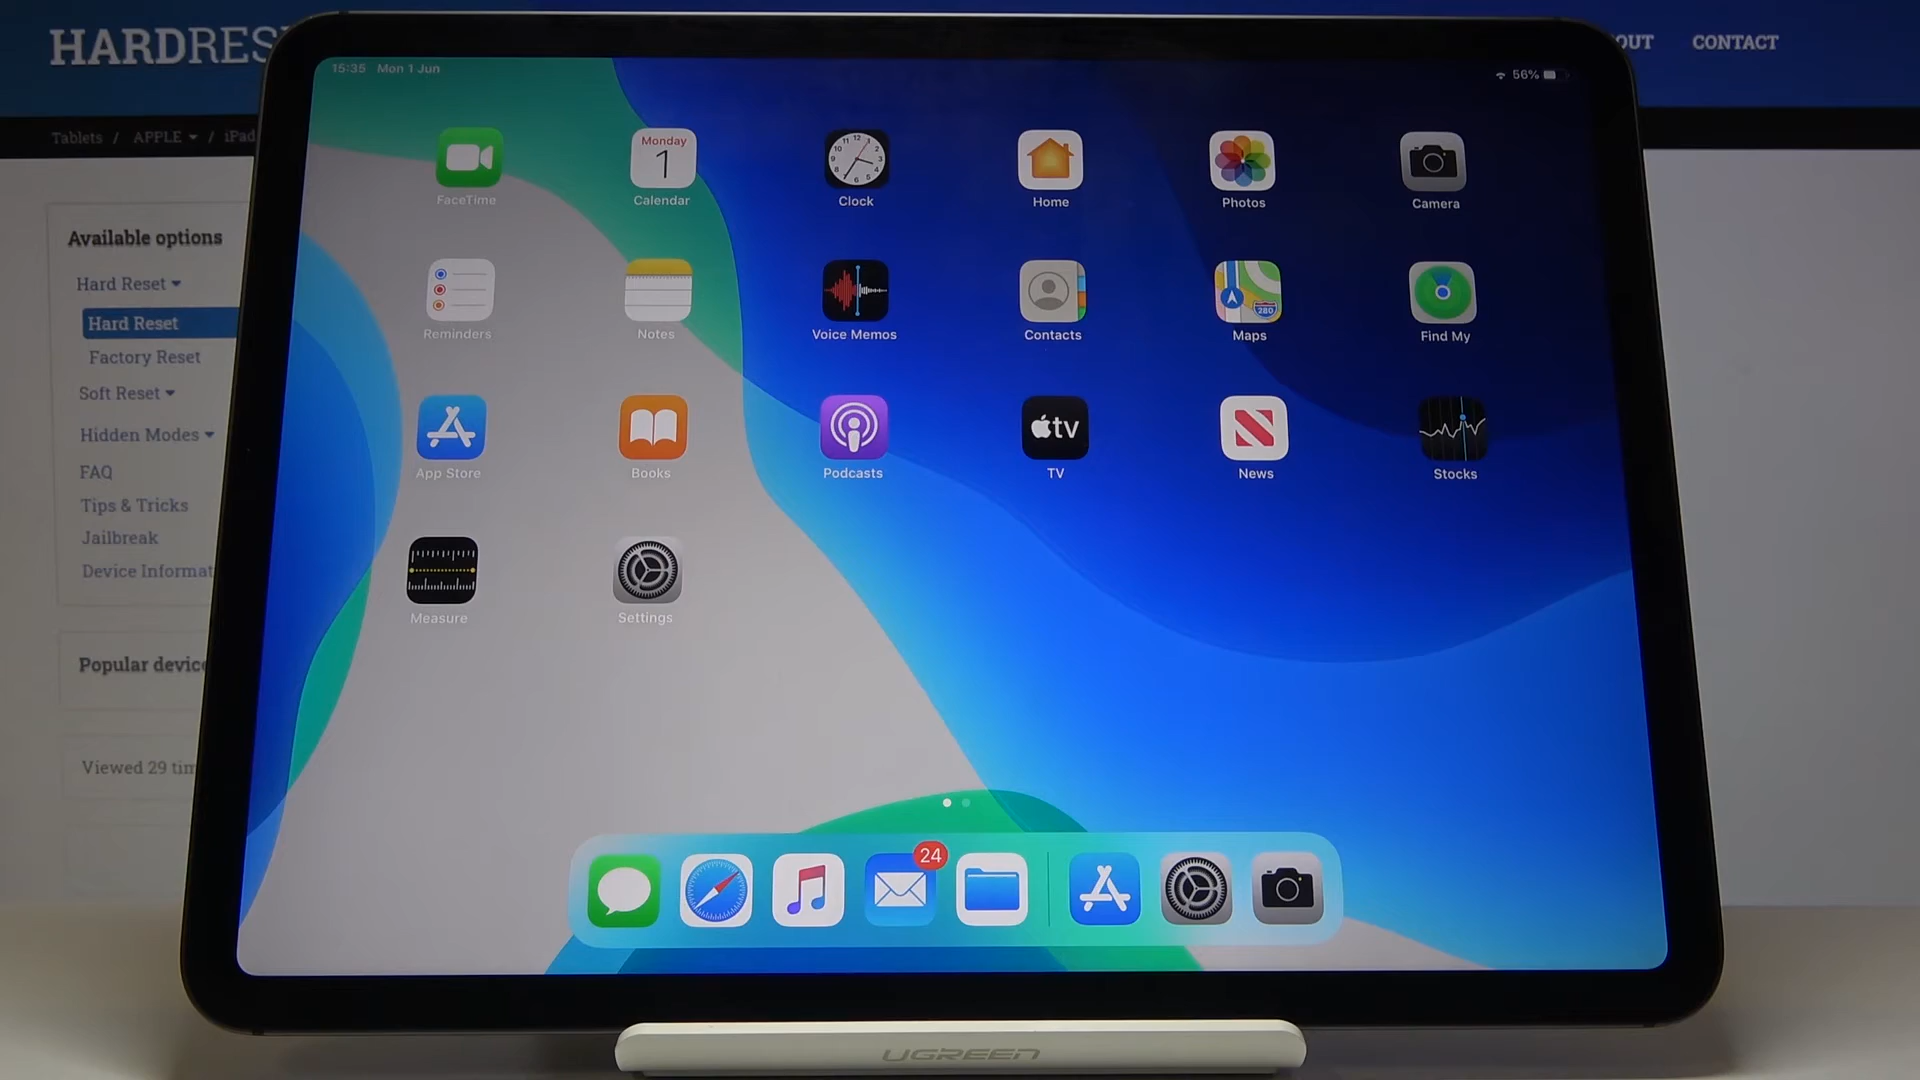 HARDRES
OUT
CONTACT
Tablets / APPLE / iPad
Available options
Hard Reset
Hard Reset
Factory Reset
Soft Reset
Hidden Modes
FAQ
Tips & Tricks
Jailbreak
Device Informat
Popular device
Viewed 29 tim
15:35 Mon 1 Jun
56%
Monday
1
FaceTime
Calendar
Clock
Home
Photos
Camera
280
Reminders
Notes
Voice Memos
Contacts
Maps
Find My
tv
App Store
Books
Podcasts
TV
News
Stocks
Measure
Settings
24
UGREEN